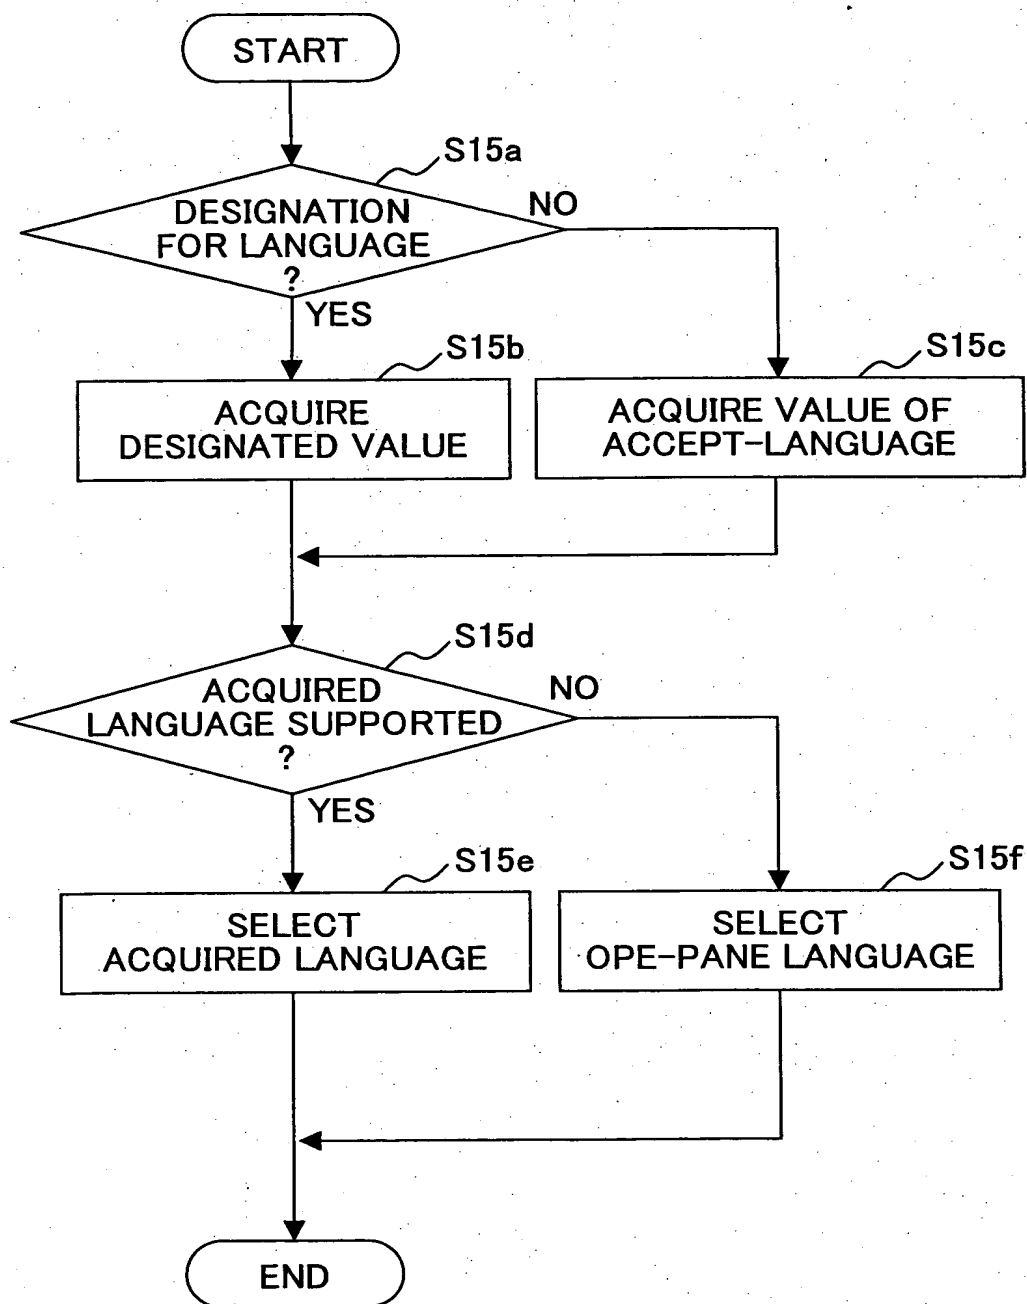 START
S15a
DESIGNATION
FOR LANGUAGE
?
NO
YES
S15b
ACQUIRE
DESIGNATED VALUE
S15c
ACQUIRE VALUE OF
ACCEPT-LANGUAGE
S15d
ACQUIRED
LANGUAGE SUPPORTED
?
NO
YES
S15e
SELECT
ACQUIRED LANGUAGE
S15f
SELECT
OPE-PANE LANGUAGE
END